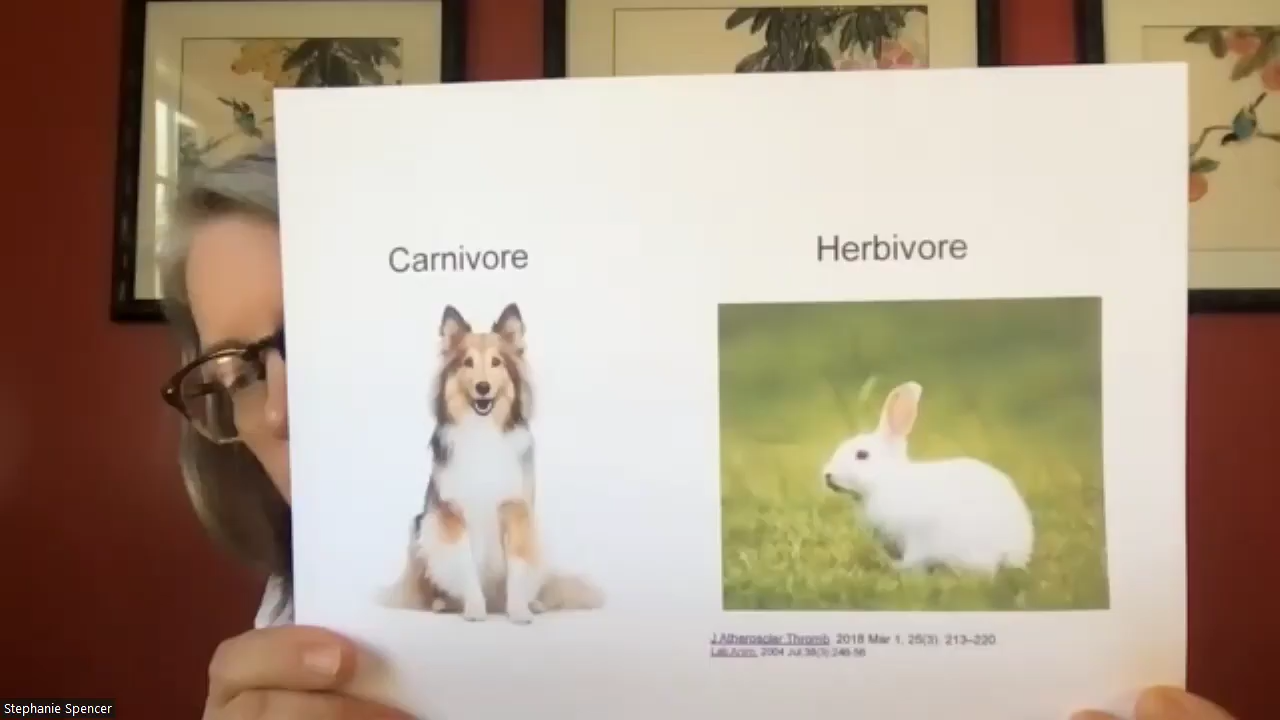 Carnivore
Herbivore
J Atheroscler Thromb. 2018 Mar 1; 25(3): 213–220.
Lab Anim. 2004 Jul;38(3):246-56
Stephanie Spencer